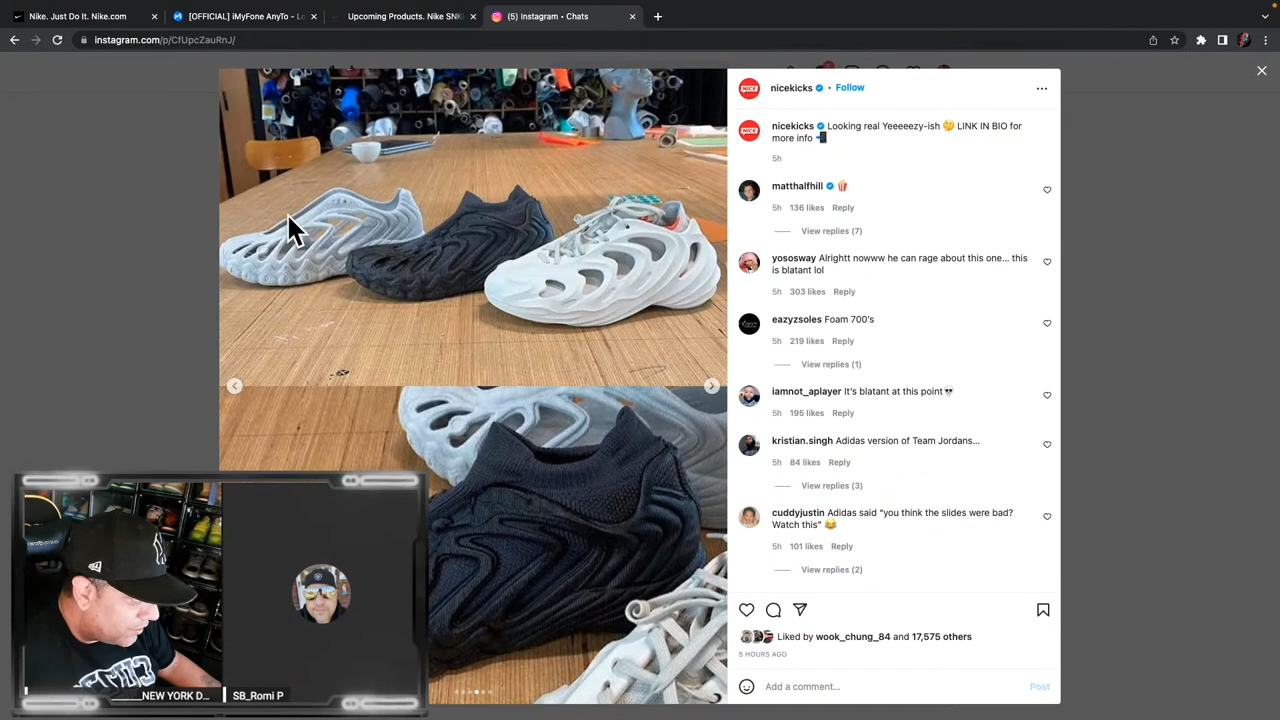 Nike. Just Do It. Nike.com
[OFFICIAL] iMyFone AnyTo - Lo
Upcoming Products. Nike SNK
(5) Instagram • Chats
instagram.com/p/CfUpcZauRnJ/
NICE
nicekicks • Follow
NICE
nicekicks Looking real Yeeeeezy-ish 🤔 LINK IN BIO for
more info 📲
5h
matthalfhill 🍿
5h 136 likes Reply
View replies (7)
yososway Alrightt nowww he can rage about this one... this
is blatant lol
5h 303 likes Reply
eazyzsoles Foam 700's
5h 219 likes Reply
View replies (1)
iamnot_aplayer It's blatant at this point💀
5h 195 likes Reply
kristian.singh Adidas version of Team Jordans...
5h 84 likes Reply
View replies (3)
cuddyjustin Adidas said "you think the slides were bad?
Watch this" 😂
5h 101 likes Reply
View replies (2)
Liked by wook_chung_84 and 17,575 others
5 HOURS AGO
Add a comment...
Post
NEW YORK D...
SB_Romi P